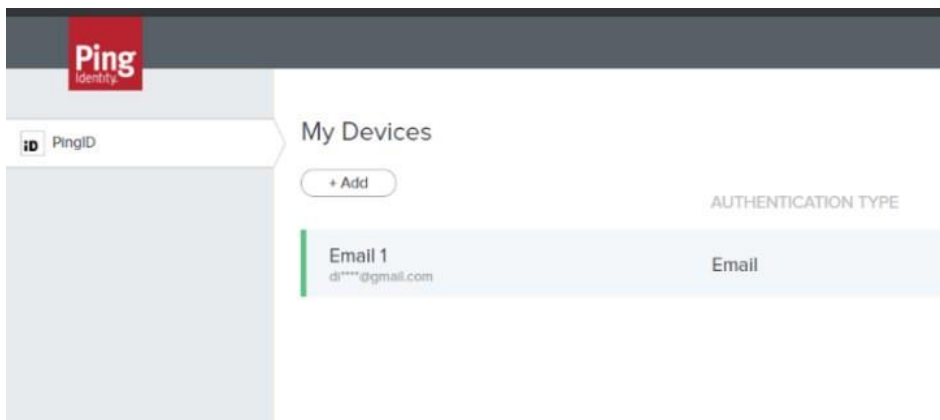 Ping
Identity.
iD PingID
My Devices
+ Add
AUTHENTICATION TYPE
Email 1
di****@gmail.com
Email